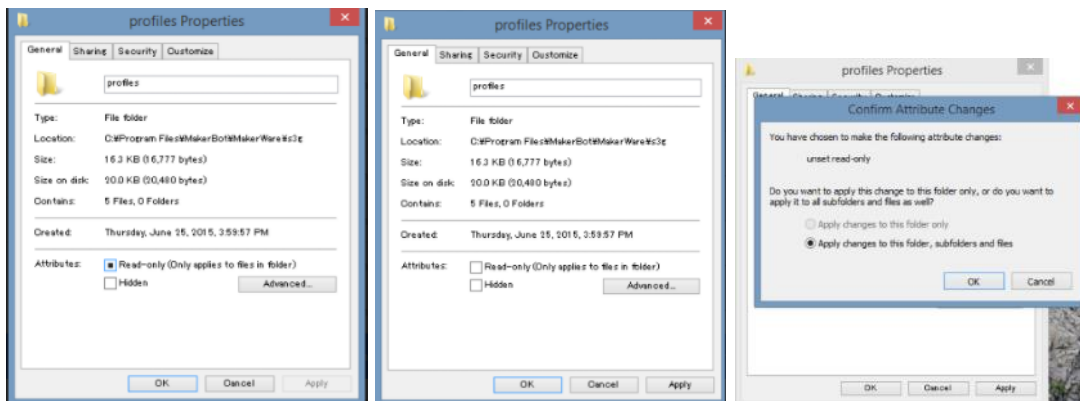 profiles Properties
General Sharing Security Customize
profiles
Type: File folder
Location: C:¥Program Files¥MakerBot¥MakerWare¥s3g
Size: 16.3 KB (16,777 bytes)
Size on disk: 20.0 KB (20,480 bytes)
Contains: 5 Files, 0 Folders
Created: Thursday, June 25, 2015, 3:59:57 PM
Attributes: Read-only (Only applies to files in folder)
Hidden Advanced...
OK Cancel Apply
profiles Properties
General Sharing Security Customize
profiles
Type: File folder
Location: C:¥Program Files¥MakerBot¥MakerWare¥s3g
Size: 16.3 KB (16,777 bytes)
Size on disk: 20.0 KB (20,480 bytes)
Contains: 5 Files, 0 Folders
Created: Thursday, June 25, 2015, 3:59:57 PM
Attributes: Read-only (Only applies to files in folder)
Hidden Advanced...
OK Cancel Apply
profiles Properties
General Sharing Security Customize
Confirm Attribute Changes
You have chosen to make the following attribute changes:
unset read-only
Do you want to apply this change to this folder only, or do you want to
apply it to all subfolders and files as well?
Apply changes to this folder only
Apply changes to this folder, subfolders and files
OK Cancel
OK Cancel Apply